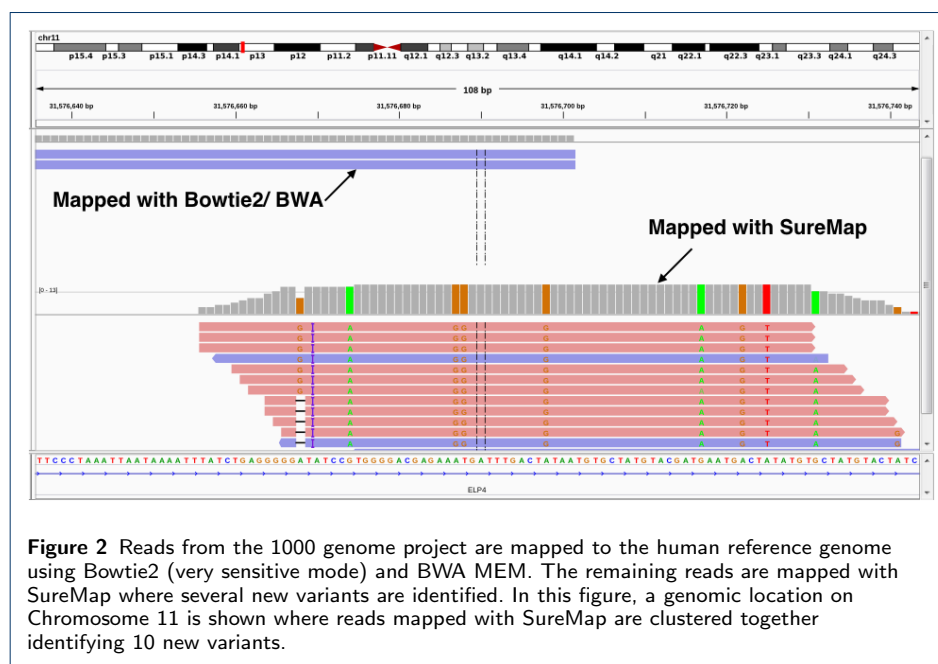 chr11
p15.4 p15.3 p15.1 p14.3 p14.1 p13 p12 p11.2 p11.11 q12.1 q12.3 q13.2 q13.4 q14.1 q14.2 q21 q22.1 q22.2 q23.1 q23.3 q24.1 q24.3
108 bp
31,576,640 bp 31,576,660 bp 31,576,680 bp 31,576,700 bp 31,576,720 bp 31,576,740 bp
Mapped with Bowtie2/ BWA
Mapped with SureMap
[0 - 13]
G I A G G G A G T
G I A G G G A G T
G I A G G G A G T
G I A G G G A G T
G I A G G G A G T A
G I A G G G A G T A
G I A G G G A G T A
I A G G G A G T A
I A G G G A G T A
I A G G G A G T A
I A G G G A G T A G
I A G G G A G T A G
T T C C C T A A A T T A A T A A A A T T T A T C T G A G G G G G A T A T C C G T G G G G A C G A G A A A T G A T T T G A C T A T A A T G T G C T A T G T A C G A T G A A T G A C T A T A T G T G C T A T G T A C T A T C
ELP4
Figure 2 Reads from the 1000 genome project are mapped to the human reference genome
using Bowtie2 (very sensitive mode) and BWA MEM. The remaining reads are mapped with
SureMap where several new variants are identified. In this figure, a genomic location on
Chromosome 11 is shown where reads mapped with SureMap are clustered together
identifying 10 new variants.